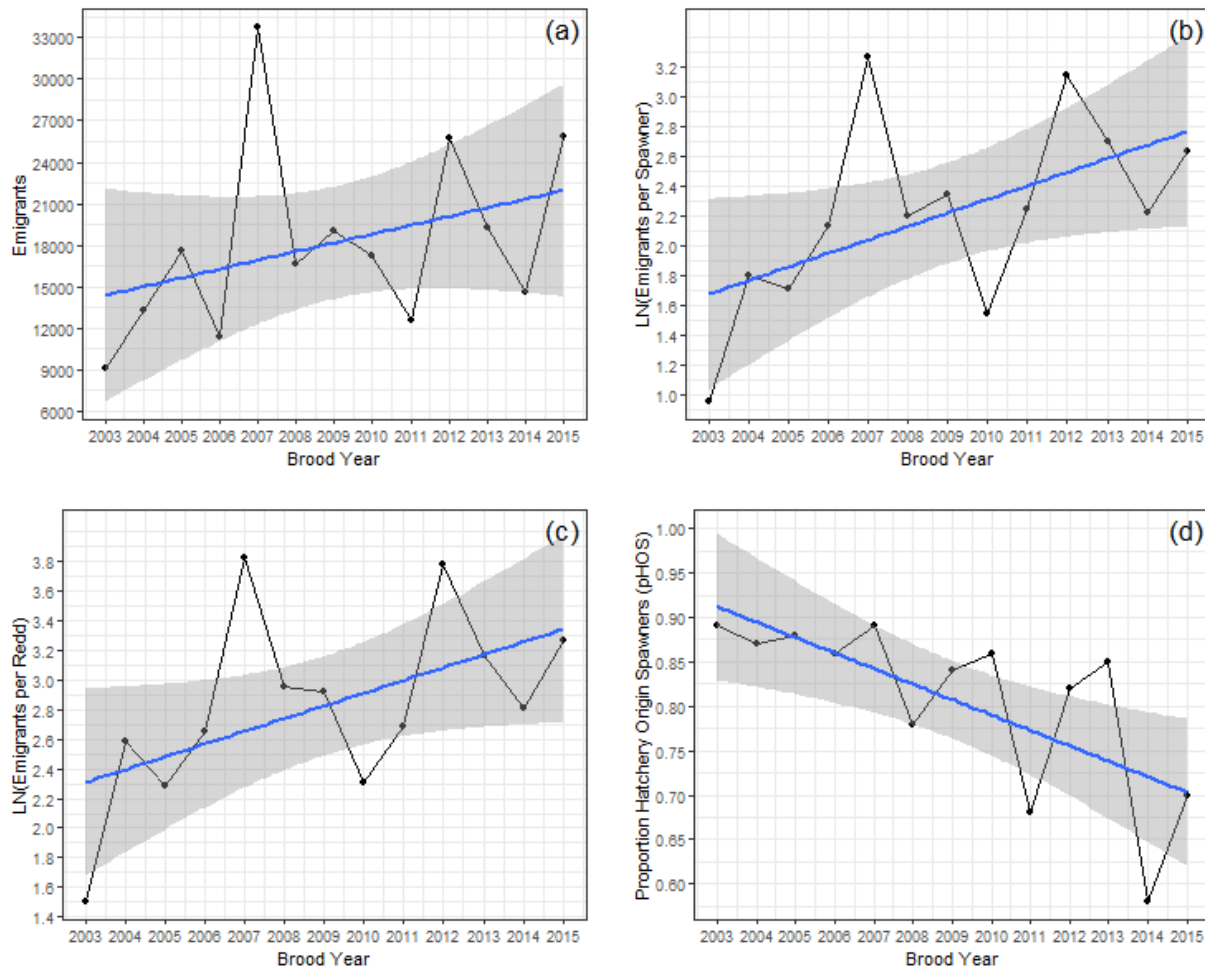 (a)
Emigrants
33000
30000
27000
24000
21000
18000
15000
12000
9000
6000
2003 2004 2005 2006 2007 2008 2009 2010 2011 2012 2013 2014 2015
Brood Year
(b)
LN(Emigrants per Spawner)
3.2
2.8
2.6
2.4
2.2
2.0
1.8
1.6
1.4
1.2
1.0
2003 2004 2005 2006 2007 2008 2009 2010 2011 2012 2013 2014 2015
Brood Year
(c)
LN(Emigrants per Redd)
3.8
3.6
3.4
3.2
3.0
2.8
2.6
2.4
2.2
2.0
1.8
1.6
1.4
2003 2004 2005 2006 2007 2008 2009 2010 2011 2012 2013 2014 2015
Brood Year
(d)
Proportion Hatchery Origin Spawners (pHOS)
1.00
0.95
0.90
0.85
0.80
0.75
0.70
0.65
0.60
2003 2004 2005 2006 2007 2008 2009 2010 2011 2012 2013 2014 2015
Brood Year